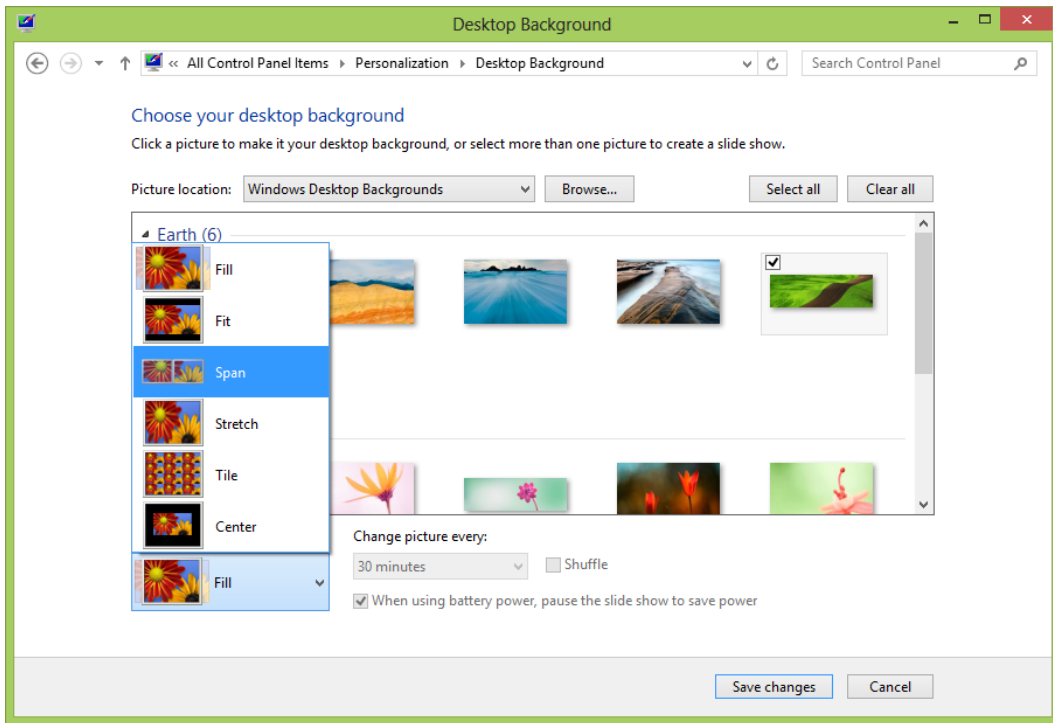 Desktop Background
« All Control Panel Items Personalization Desktop Background
Search Control Panel
Choose your desktop background
Click a picture to make it your desktop background, or select more than one picture to create a slide show.
Picture location: Windows Desktop Backgrounds Browse... Select all Clear all
Earth (6)
Fill
Fit
Span
Stretch
Tile
Center
Fill
Change picture every:
30 minutes Shuffle
When using battery power, pause the slide show to save power
Save changes Cancel